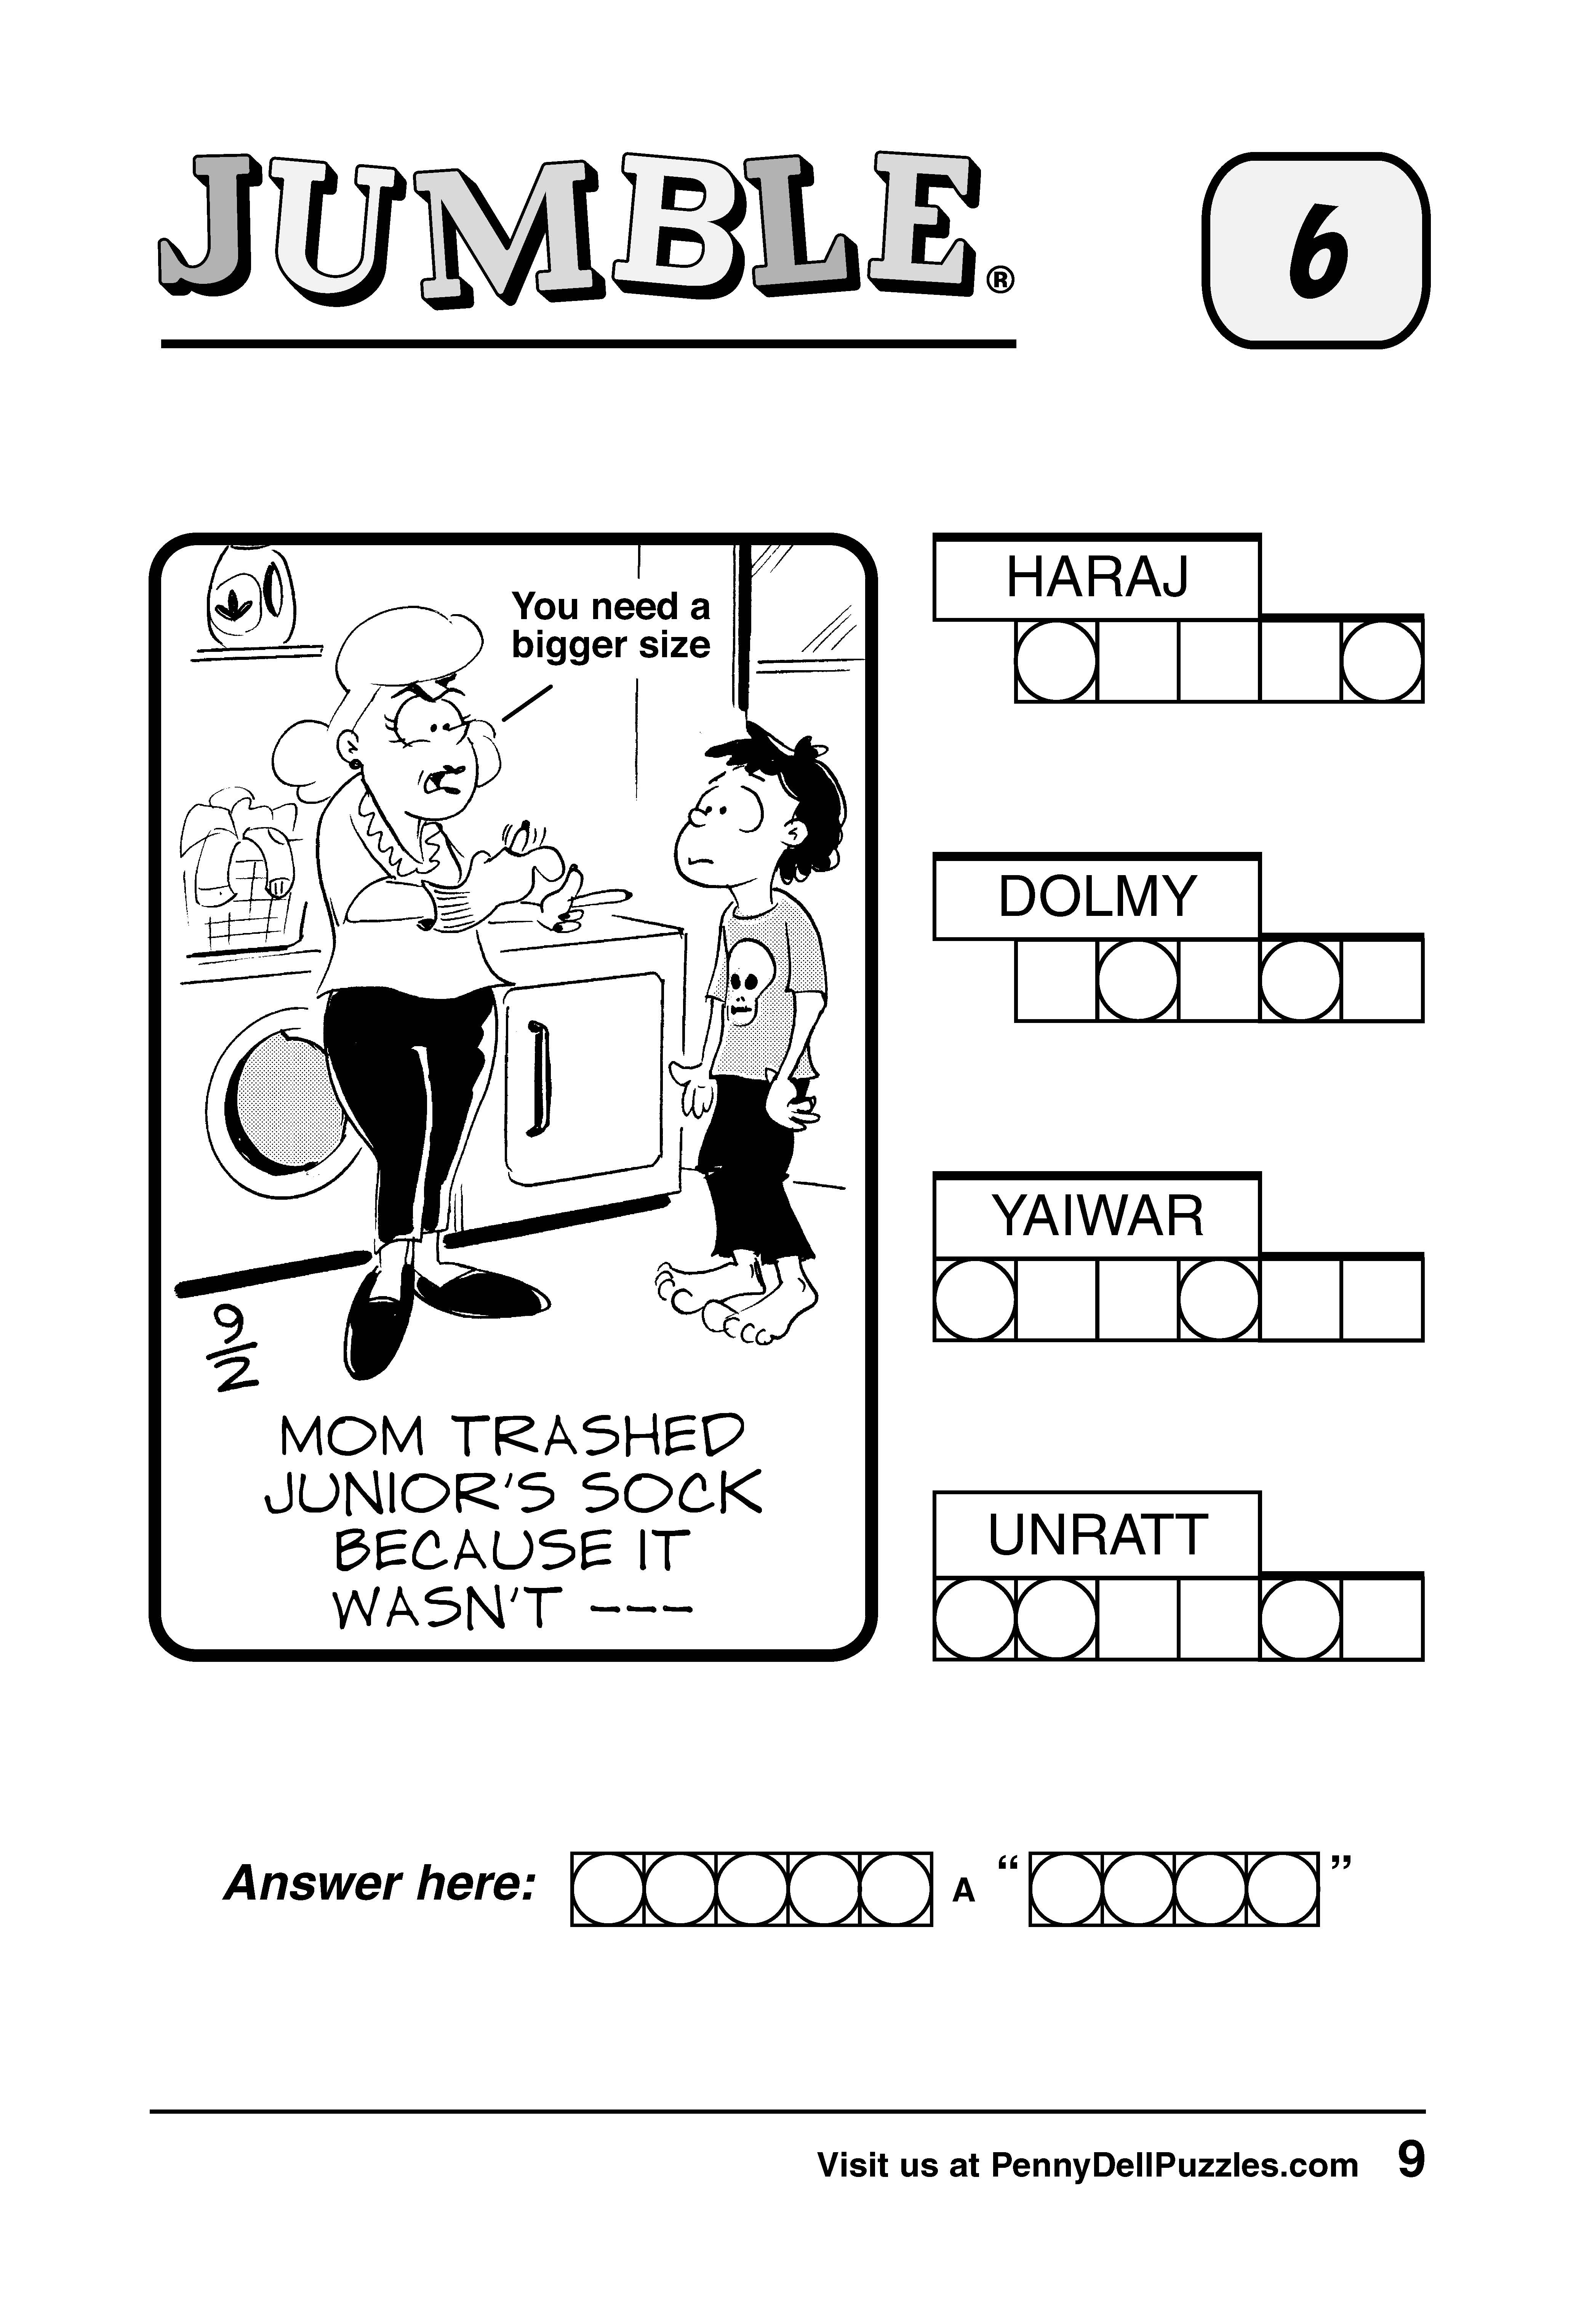 JUMBLE®
6
You need a
bigger size
9/2
MOM TRASHED
JUNIOR'S SOCK
BECAUSE IT
WASN'T ---
HARAJ
DOLMY
YAIWAR
UNRATT
Answer here: A “ ”
Visit us at PennyDellPuzzles.com 9